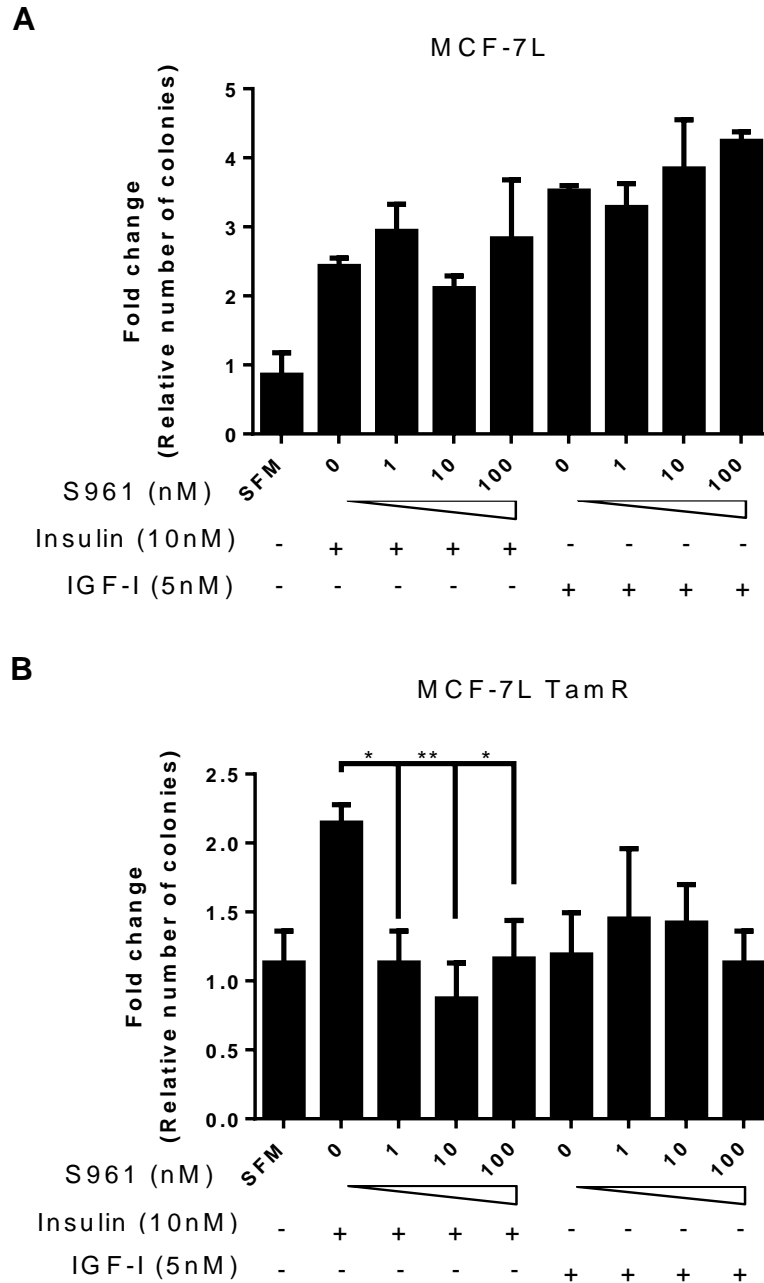 A
MCF-7L
Fold change
(Relative number of colonies)
5
4
3
2
1
0
SFM 0 1 10 100 0 1 10 100
S961 (nM)
Insulin (10nM) - + + + + - - - -
IGF-I (5nM) - - - - - + + + +
B
MCF-7L TamR
Fold change
(Relative number of colonies)
* ** *
2.5
2.0
1.5
1.0
0.5
0.0
SFM 0 1 10 100 0 1 10 100
S961 (nM)
Insulin (10nM) - + + + + - - - -
IGF-I (5nM) - - - - - + + + +